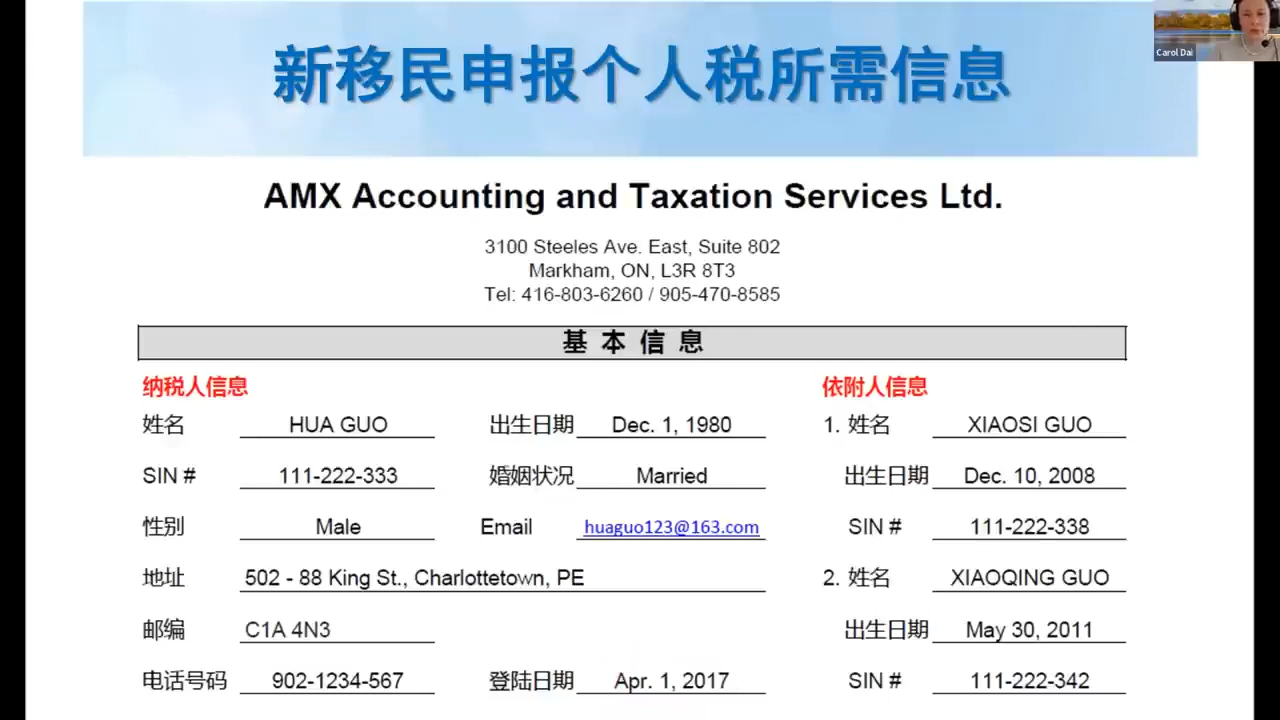 新移民申报个人税所需信息
Carol Dai
AMX Accounting and Taxation Services Ltd.
3100 Steeles Ave. East, Suite 802
Markham, ON, L3R 8T3
Tel: 416-803-6260 / 905-470-8585
基 本 信 息
纳税人信息 依附人信息
姓名 HUA GUO 出生日期 Dec. 1, 1980 1. 姓名 XIAOSI GUO
SIN # 111-222-333 婚姻状况 Married 出生日期 Dec. 10, 2008
性别 Male Email huaguo123@163.com SIN # 111-222-338
地址 502 - 88 King St., Charlottetown, PE 2. 姓名 XIAOQING GUO
邮编 C1A 4N3 出生日期 May 30, 2011
电话号码 902-1234-567 登陆日期 Apr. 1, 2017 SIN # 111-222-342